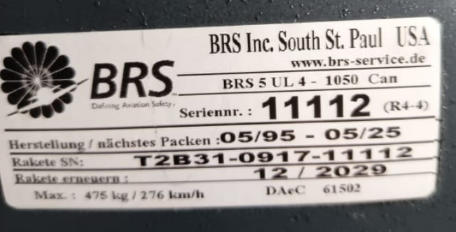 BRS Inc. South St. Paul USA
www.brs-service.de
BRS
Defining Aviation Safety
BRS 5 UL 4 - 1050 Can
Seriennr.: 11112 (R4-4)
Herstellung / nächstes Packen : 05/95 - 05/25
Rakete SN: T2B31-0917-11112
Rakete erneuern : 12 / 2029
Max. : 475 kg / 276 km/h DAeC 61502